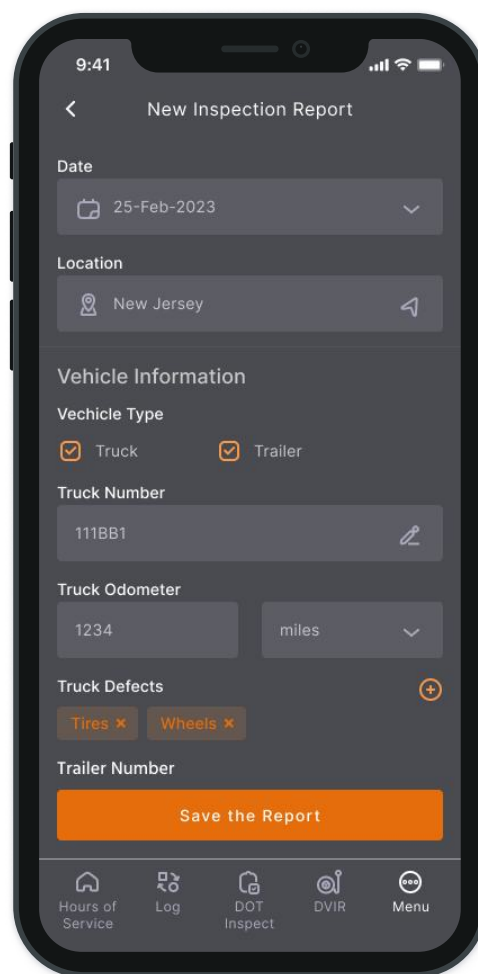 9:41
New Inspection Report
Date
25-Feb-2023
Location
New Jersey
Vehicle Information
Vechicle Type
Truck Trailer
Truck Number
111BB1
Truck Odometer
1234 miles
Truck Defects
Tires × Wheels ×
Trailer Number
Save the Report
Hours of Service
Log
DOT Inspect
DVIR
Menu